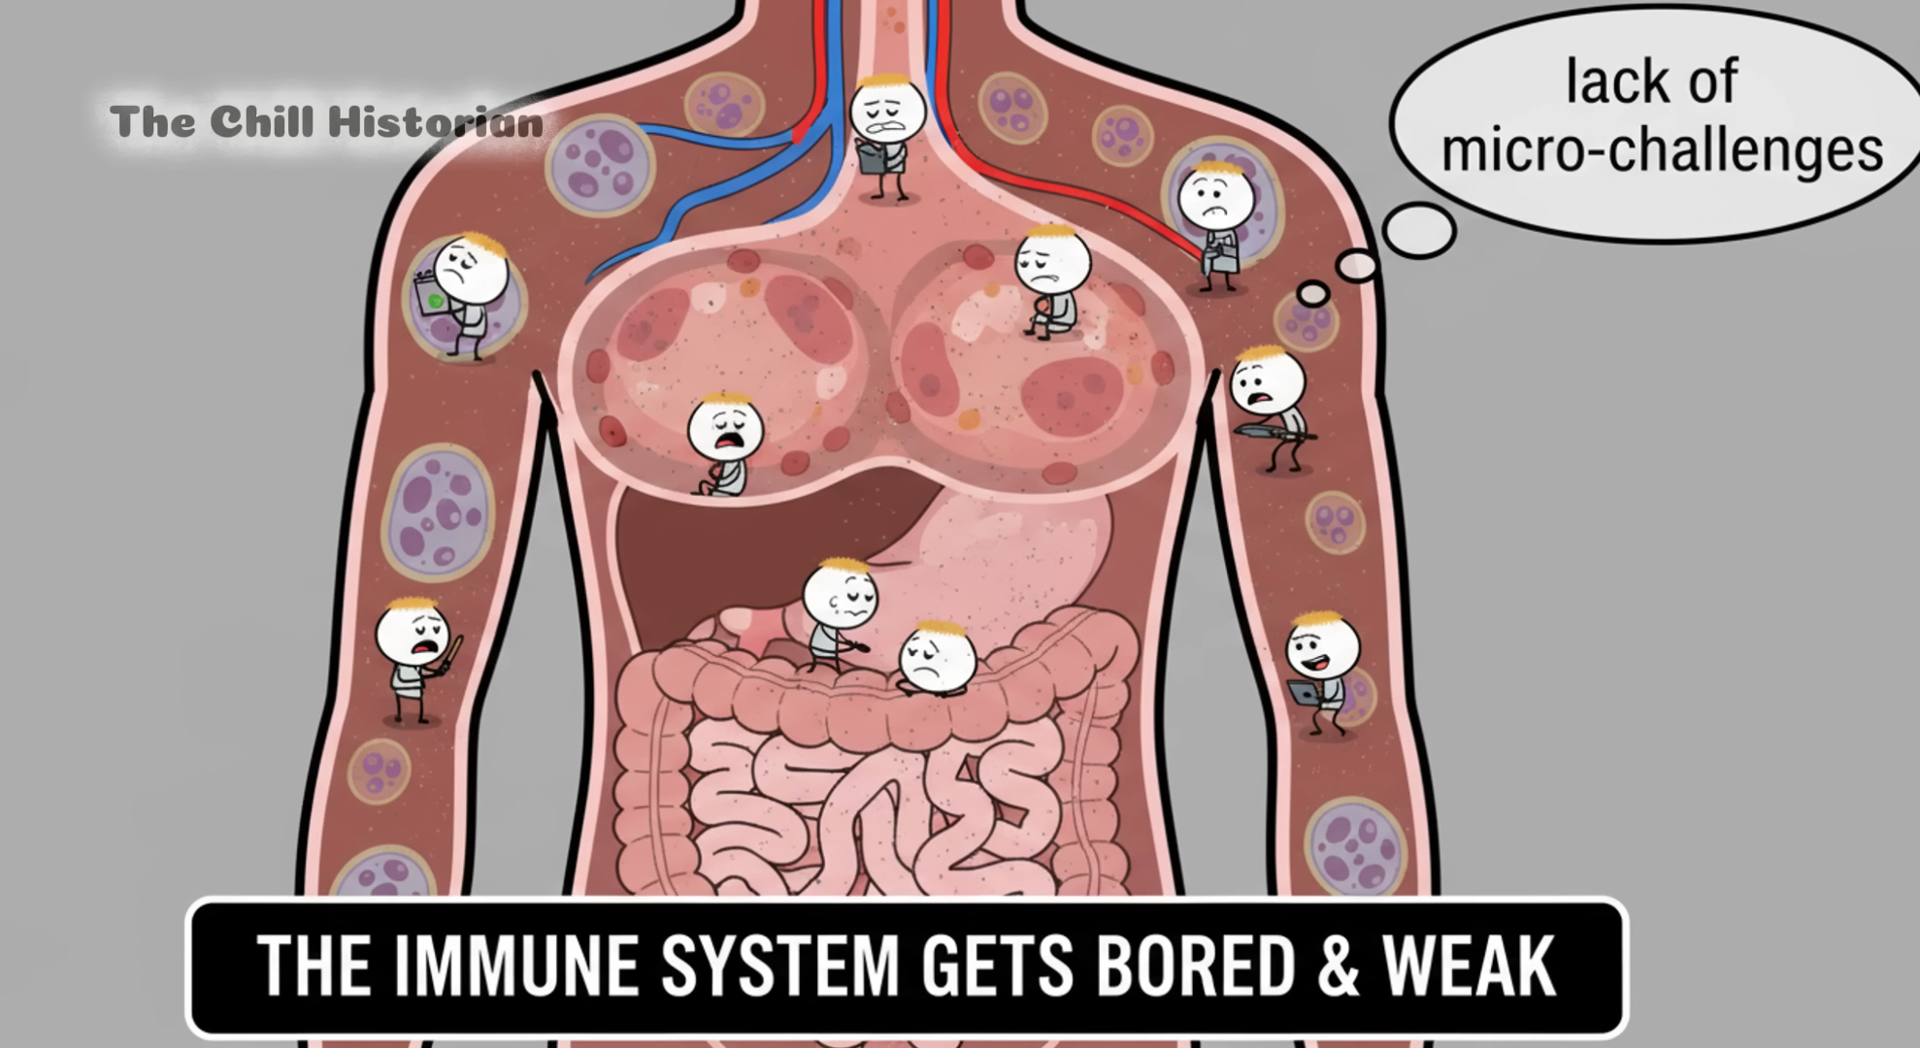 The Chill Historian
lack of
micro-challenges
THE IMMUNE SYSTEM GETS BORED & WEAK